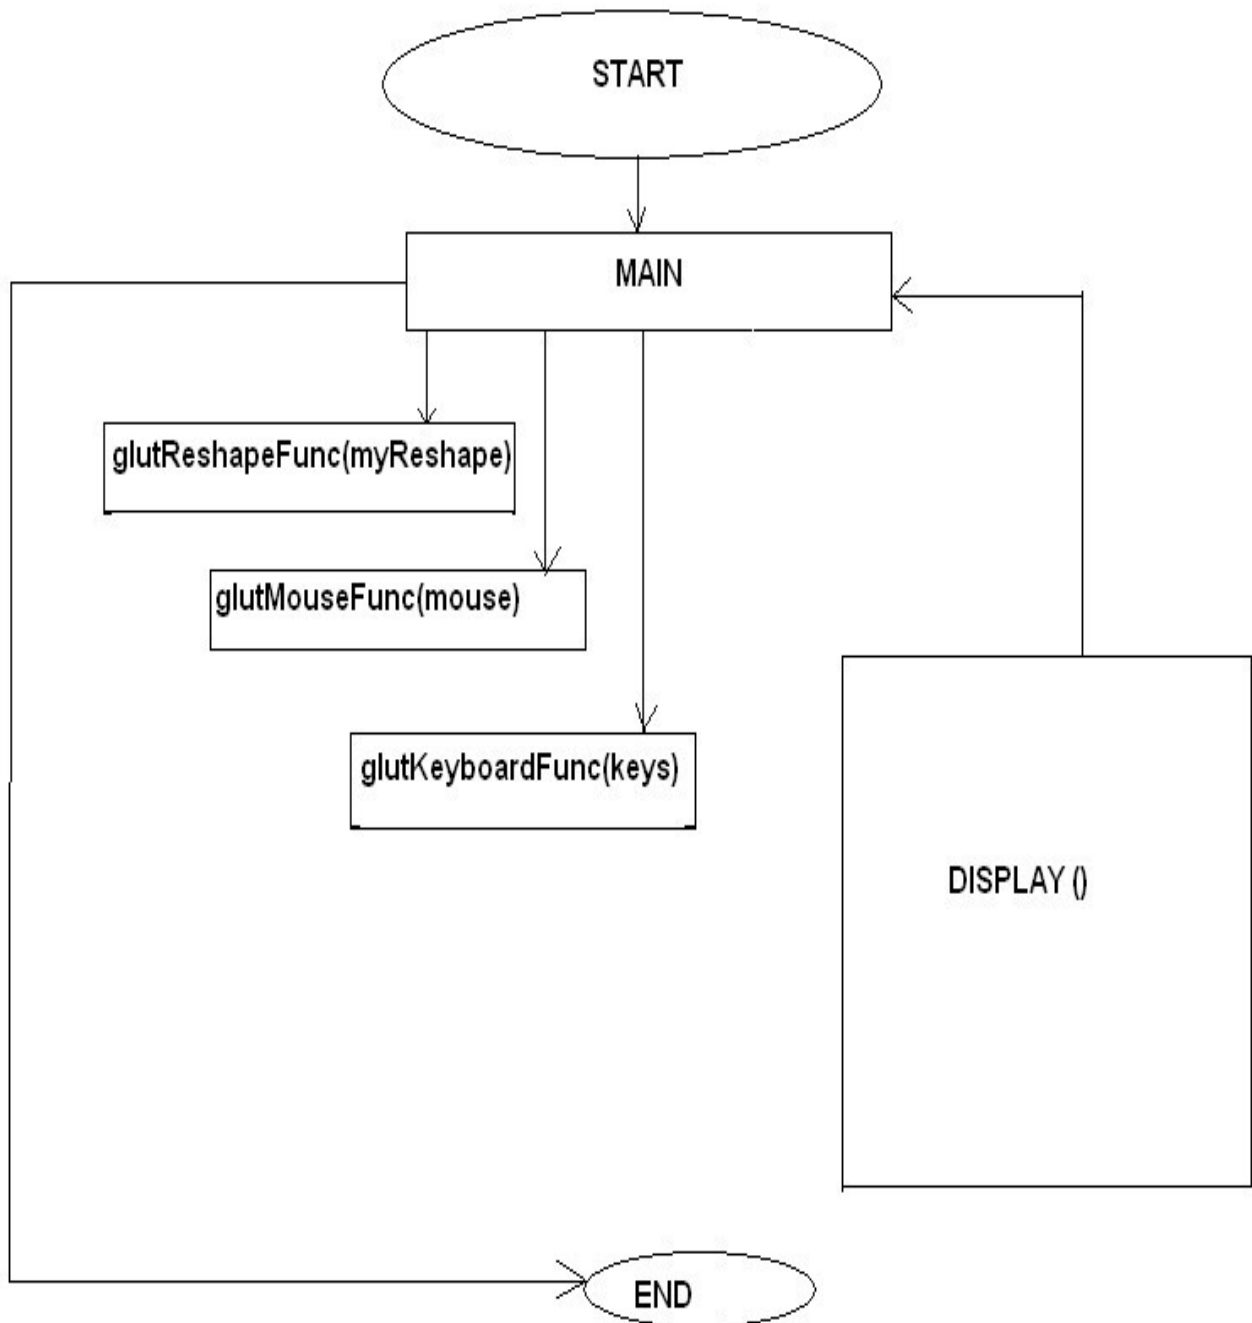 START
MAIN
glutReshapeFunc(myReshape)
glutMouseFunc(mouse)
glutKeyboardFunc(keys)
DISPLAY ()
END